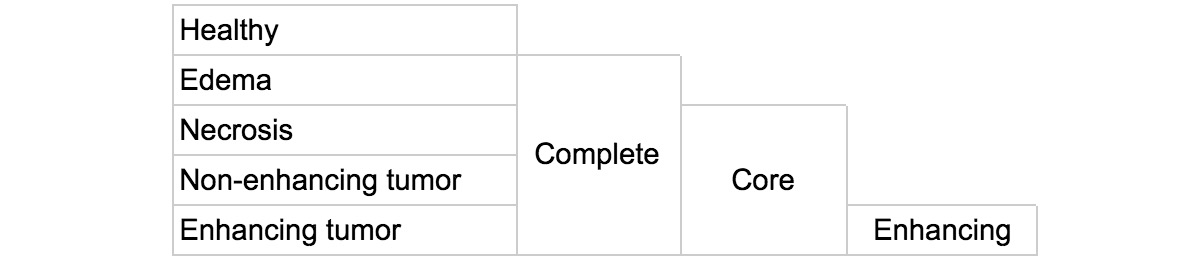 Healthy
Edema
Necrosis
Complete
Non-enhancing tumor
Core
Enhancing tumor
Enhancing